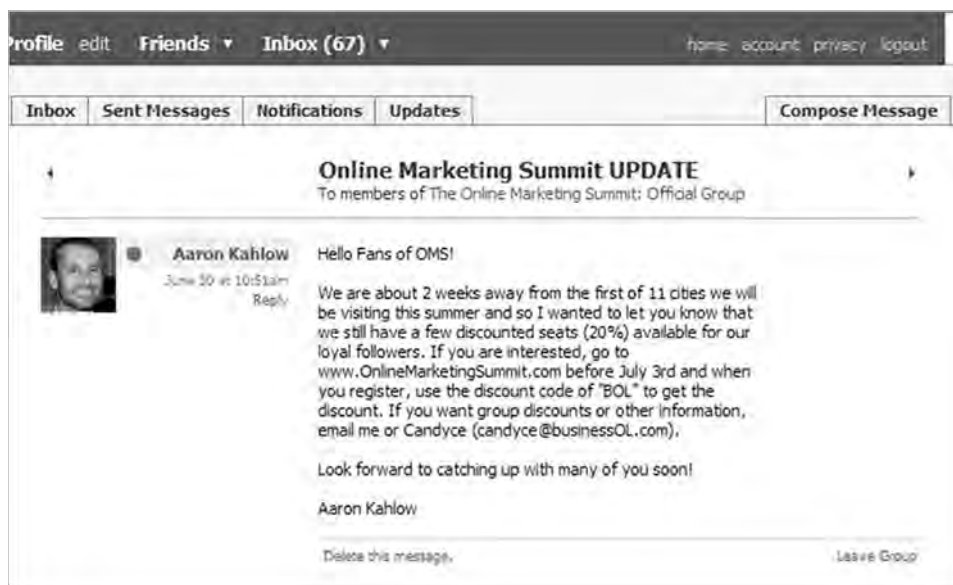 Profile edit Friends ▼ Inbox (67) ▼ home account privacy logout
Inbox Sent Messages Notifications Updates Compose Message
Online Marketing Summit UPDATE
To members of The Online Marketing Summit: Official Group
Aaron Kahlow
June 30 at 10:51am
Reply
Hello Fans of OMS!
We are about 2 weeks away from the first of 11 cities we will
be visiting this summer and so I wanted to let you know that
we still have a few discounted seats (20%) available for our
loyal followers. If you are interested, go to
www.OnlineMarketingSummit.com before July 3rd and when
you register, use the discount code of "BOL" to get the
discount. If you want group discounts or other information,
email me or Candyce (candyce@businessOL.com).
Look forward to catching up with many of you soon!
Aaron Kahlow
Delete this message. Leave Group